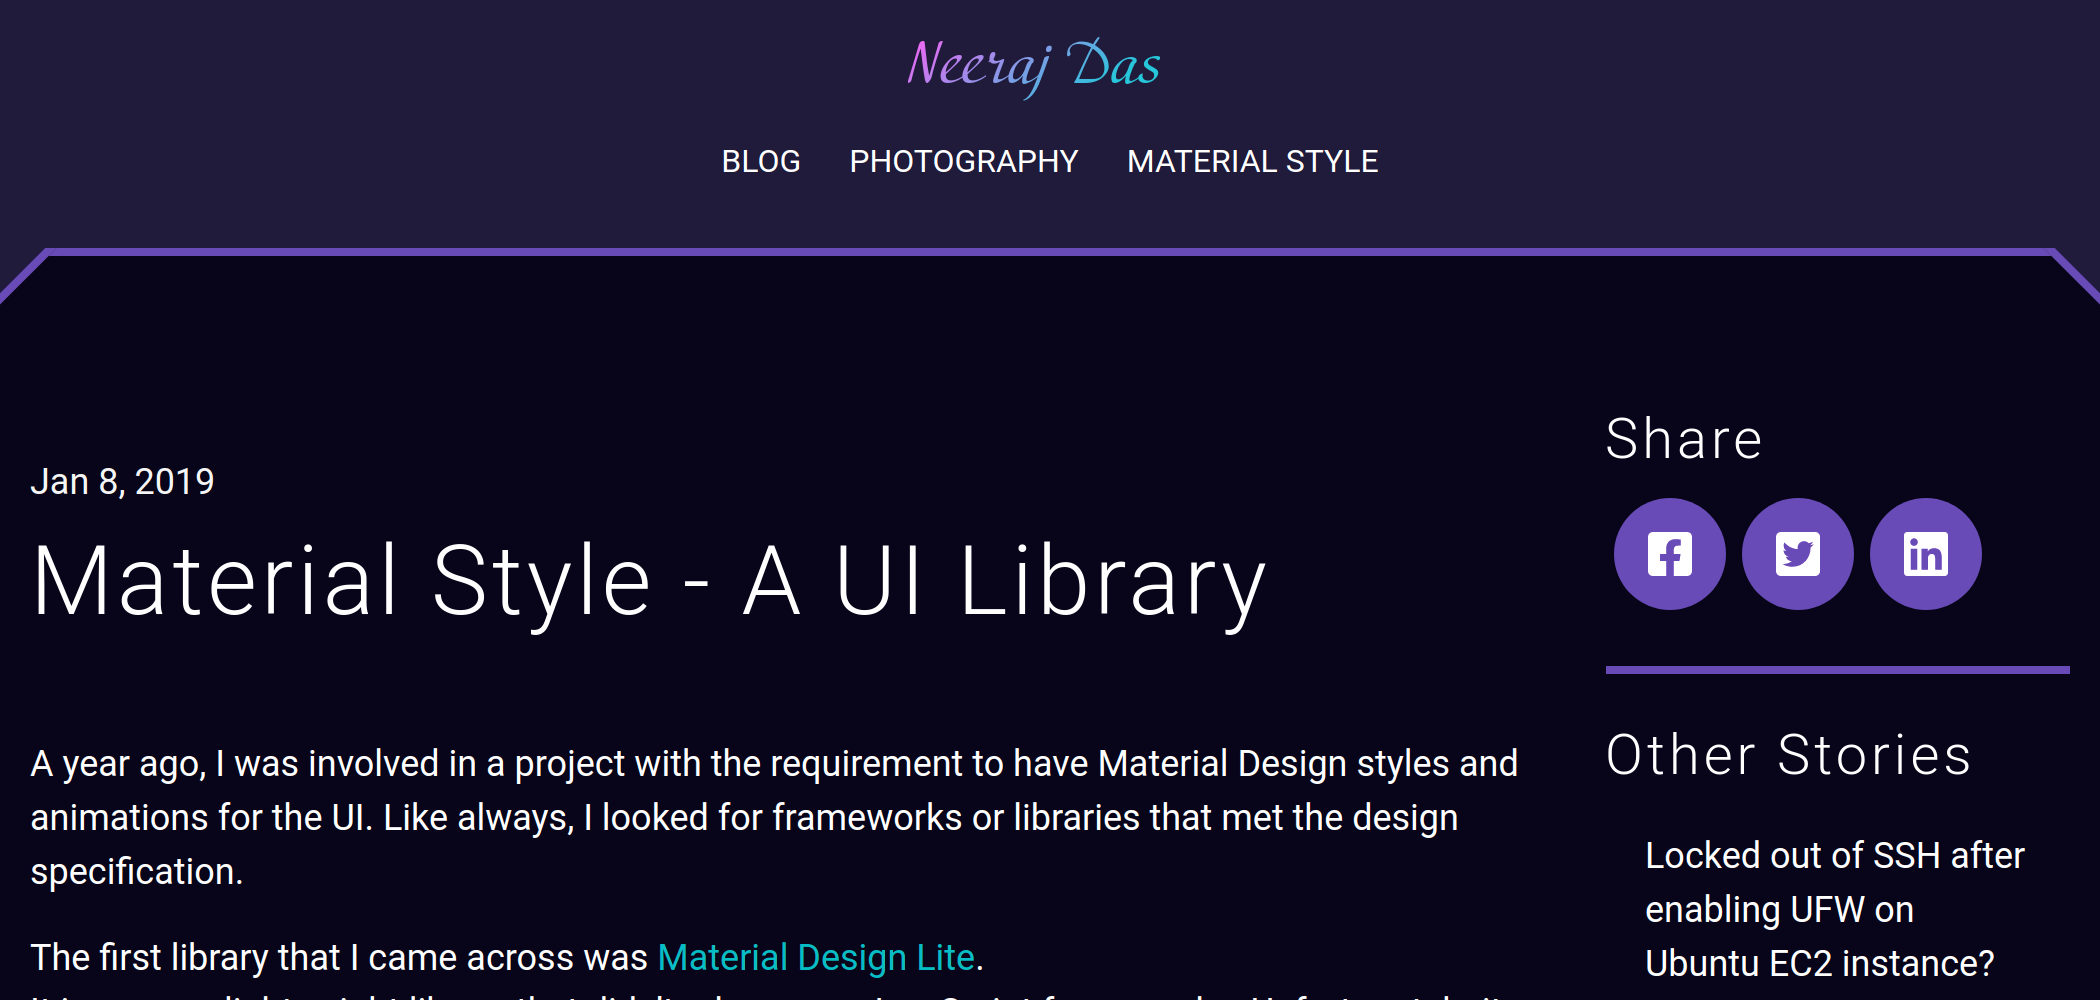 Neeraj Das
BLOG PHOTOGRAPHY MATERIAL STYLE
Jan 8, 2019
Material Style - A UI Library
A year ago, I was involved in a project with the requirement to have Material Design styles and
animations for the UI. Like always, I looked for frameworks or libraries that met the design
specification.
The first library that I came across was Material Design Lite.
Share
Other Stories
Locked out of SSH after
enabling UFW on
Ubuntu EC2 instance?